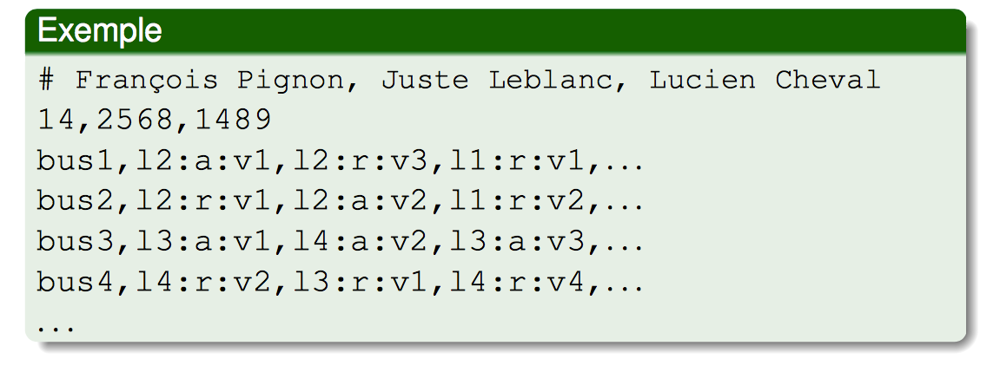 Exemple
# François Pignon, Juste Leblanc, Lucien Cheval
14,2568,1489
bus1,l2:a:v1,l2:r:v3,l1:r:v1,...
bus2,l2:r:v1,l2:a:v2,l1:r:v2,...
bus3,l3:a:v1,l4:a:v2,l3:a:v3,...
bus4,l4:r:v2,l3:r:v1,l4:r:v4,...
...